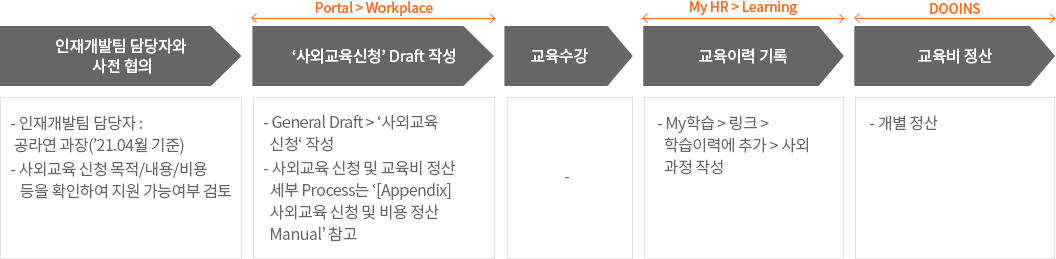 Portal > Workplace
My HR > Learning
DOOINS
인재개발팀 담당자와
사전 협의
‘사외교육신청’ Draft 작성
교육수강
교육이력 기록
교육비 정산
- 인재개발팀 담당자 :
공라연 과장(’21.04월 기준)
- 사외교육 신청 목적/내용/비용
등을 확인하여 지원 가능여부 검토
- General Draft > ‘사외교육
신청‘ 작성
- 사외교육 신청 및 교육비 정산
세부 Process는 ‘[Appendix]
사외교육 신청 및 비용 정산
Manual’ 참고
-
- My학습 > 링크 >
학습이력에 추가 > 사외
과정 작성
- 개별 정산